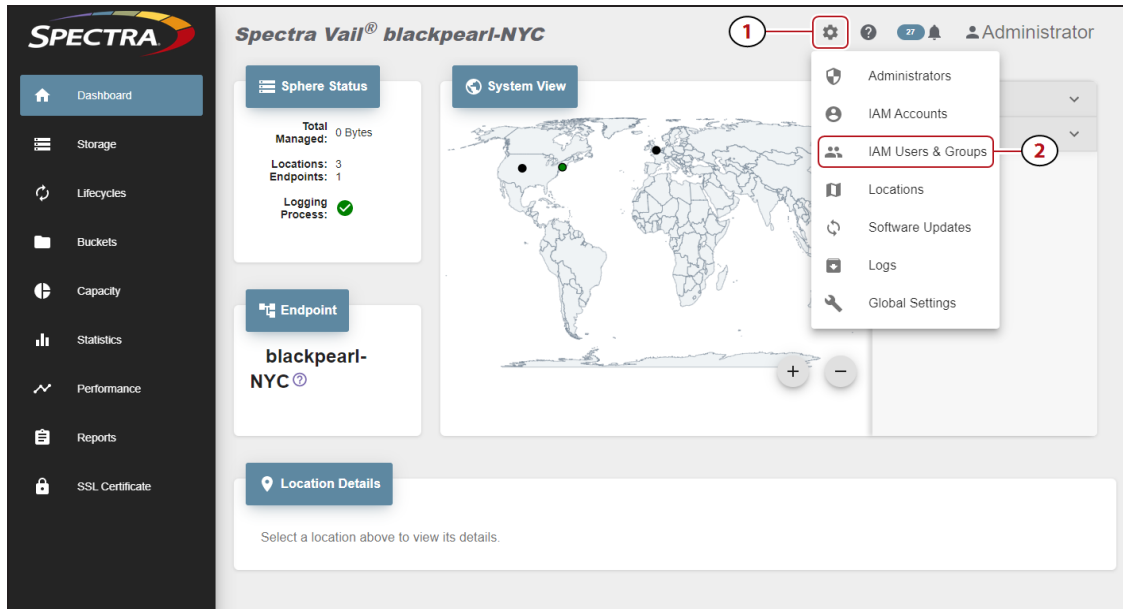 SPECTRA
Spectra Vail® blackpearl-NYC
1
27
Administrator
Dashboard
Storage
Lifecycles
Buckets
Capacity
Statistics
Performance
Reports
SSL Certificate
Sphere Status
Total
Managed: 0 Bytes
Locations: 3
Endpoints: 1
Logging
Process:
System View
+
−
Administrators
IAM Accounts
IAM Users & Groups
2
Locations
Software Updates
Logs
Global Settings
Endpoint
blackpearl-
NYC
Location Details
Select a location above to view its details.